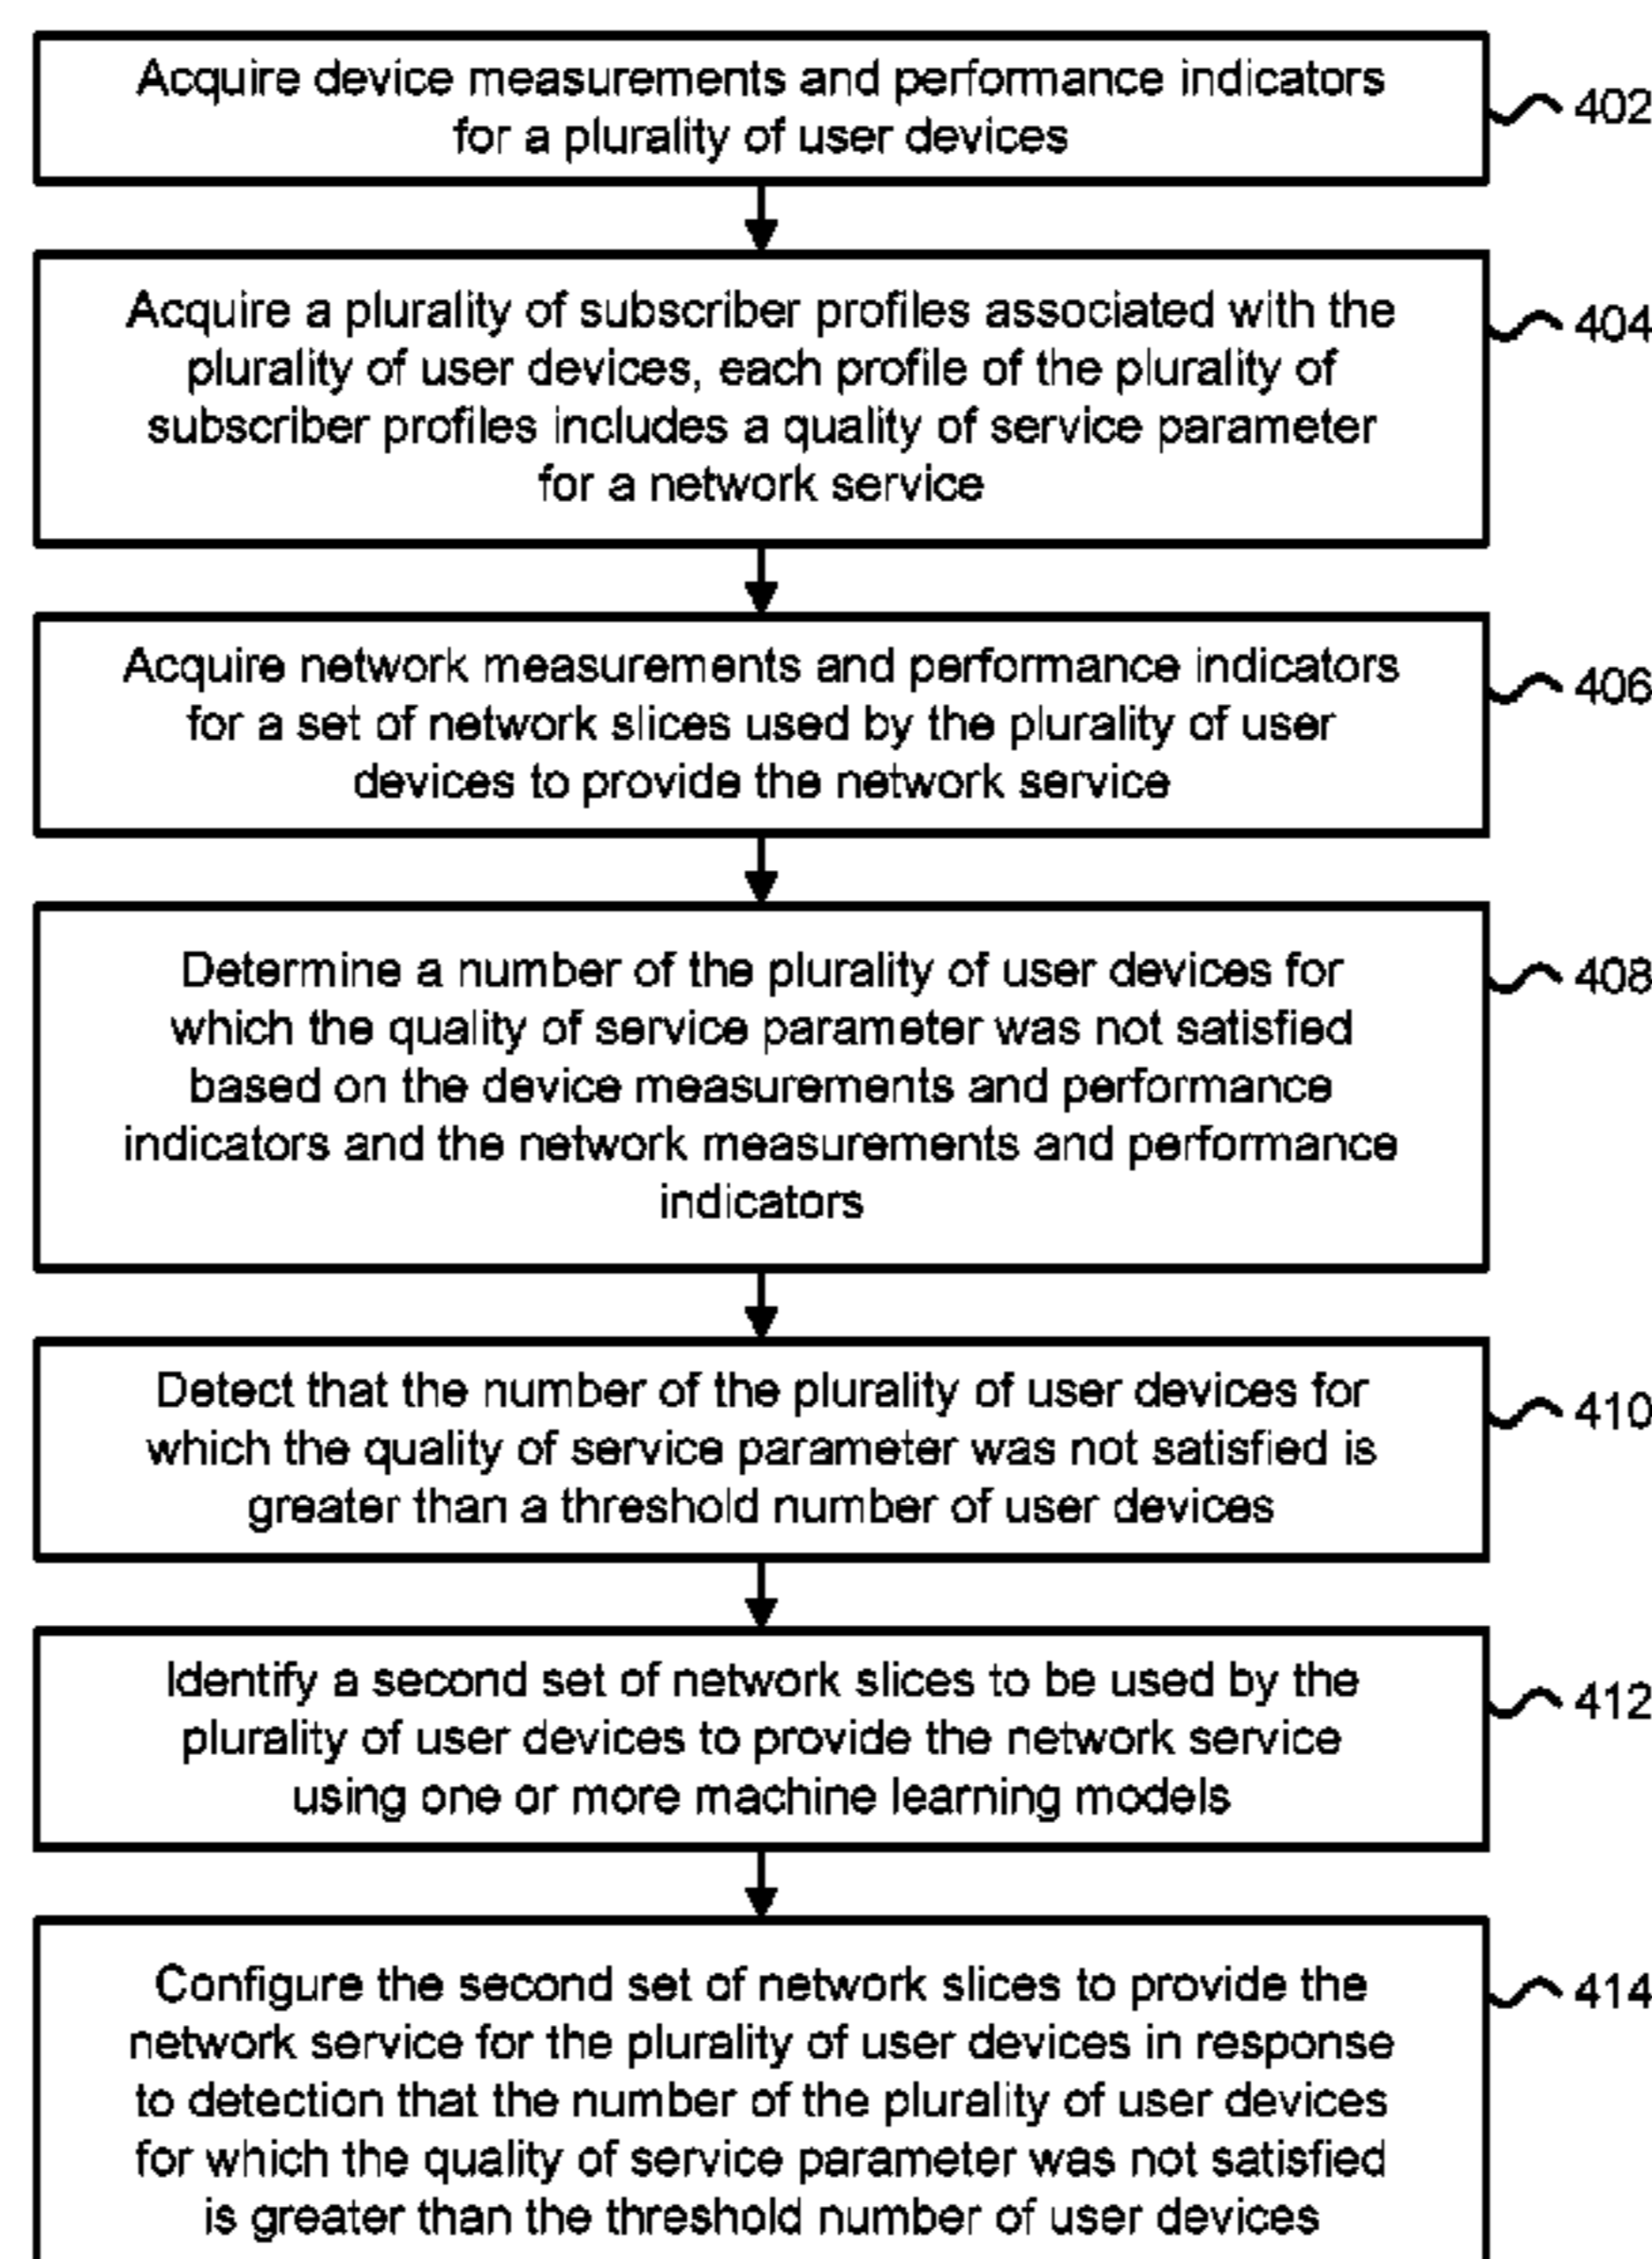 Acquire device measurements and performance indicators
for a plurality of user devices
402
Acquire a plurality of subscriber profiles associated with the
plurality of user devices, each profile of the plurality of
subscriber profiles includes a quality of service parameter
for a network service
404
Acquire network measurements and performance indicators
for a set of network slices used by the plurality of user
devices to provide the network service
406
Determine a number of the plurality of user devices for
which the quality of service parameter was not satisfied
based on the device measurements and performance
indicators and the network measurements and performance
indicators
408
Detect that the number of the plurality of user devices for
which the quality of service parameter was not satisfied is
greater than a threshold number of user devices
410
Identify a second set of network slices to be used by the
plurality of user devices to provide the network service
using one or more machine learning models
412
Configure the second set of network slices to provide the
network service for the plurality of user devices in response
to detection that the number of the plurality of user devices
for which the quality of service parameter was not satisfied
is greater than the threshold number of user devices
414